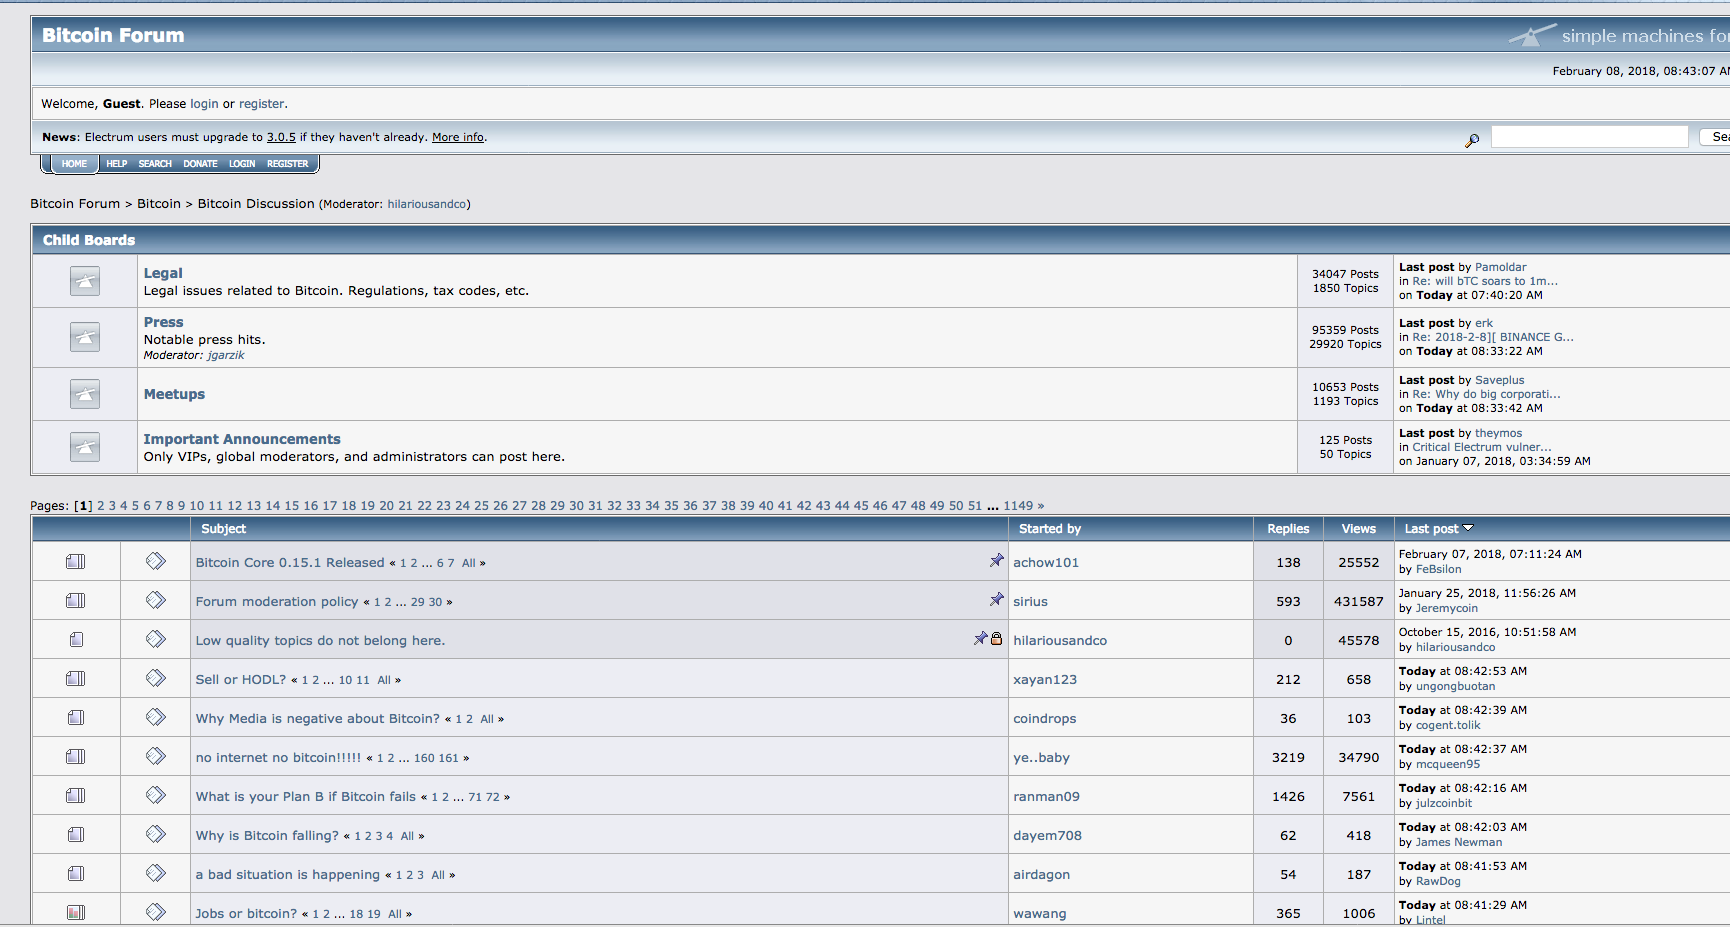 Bitcoin Forum
simple machines for
February 08, 2018, 08:43:07 AM
Welcome, Guest. Please login or register.
News: Electrum users must upgrade to 3.0.5 if they haven't already. More info.
Sea
HOME HELP SEARCH DONATE LOGIN REGISTER
Bitcoin Forum > Bitcoin > Bitcoin Discussion (Moderator: hilariousandco)
Child Boards
Legal
Legal issues related to Bitcoin. Regulations, tax codes, etc.
34047 Posts
1850 Topics
Last post by Pamoldar
in Re: will bTC soars to 1m...
on Today at 07:40:20 AM
Press
Notable press hits.
Moderator: jgarzik
95359 Posts
29920 Topics
Last post by erk
in Re: 2018-2-8][ BINANCE G...
on Today at 08:33:22 AM
Meetups
10653 Posts
1193 Topics
Last post by Saveplus
in Re: Why do big corporati...
on Today at 08:33:42 AM
Important Announcements
Only VIPs, global moderators, and administrators can post here.
125 Posts
50 Topics
Last post by theymos
in Critical Electrum vulner...
on January 07, 2018, 03:34:59 AM
Pages: [1] 2 3 4 5 6 7 8 9 10 11 12 13 14 15 16 17 18 19 20 21 22 23 24 25 26 27 28 29 30 31 32 33 34 35 36 37 38 39 40 41 42 43 44 45 46 47 48 49 50 51 ... 1149 »
Subject Started by Replies Views Last post
Bitcoin Core 0.15.1 Released « 1 2 ... 6 7 All » achow101 138 25552
February 07, 2018, 07:11:24 AM
by FeBsilon
Forum moderation policy « 1 2 ... 29 30 » sirius 593 431587
January 25, 2018, 11:56:26 AM
by Jeremycoin
Low quality topics do not belong here. hilariousandco 0 45578
October 15, 2016, 10:51:58 AM
by hilariousandco
Sell or HODL? « 1 2 ... 10 11 All » xayan123 212 658
Today at 08:42:53 AM
by ungongbuotan
Why Media is negative about Bitcoin? « 1 2 All » coindrops 36 103
Today at 08:42:39 AM
by cogent.tolik
no internet no bitcoin!!!!! « 1 2 ... 160 161 » ye..baby 3219 34790
Today at 08:42:37 AM
by mcqueen95
What is your Plan B if Bitcoin fails « 1 2 ... 71 72 » ranman09 1426 7561
Today at 08:42:16 AM
by julzcoinbit
Why is Bitcoin falling? « 1 2 3 4 All » dayem708 62 418
Today at 08:42:03 AM
by James Newman
a bad situation is happening « 1 2 3 All » airdagon 54 187
Today at 08:41:53 AM
by RawDog
Jobs or bitcoin? « 1 2 ... 18 19 All » wawang 365 1006
Today at 08:41:29 AM
by Lintel